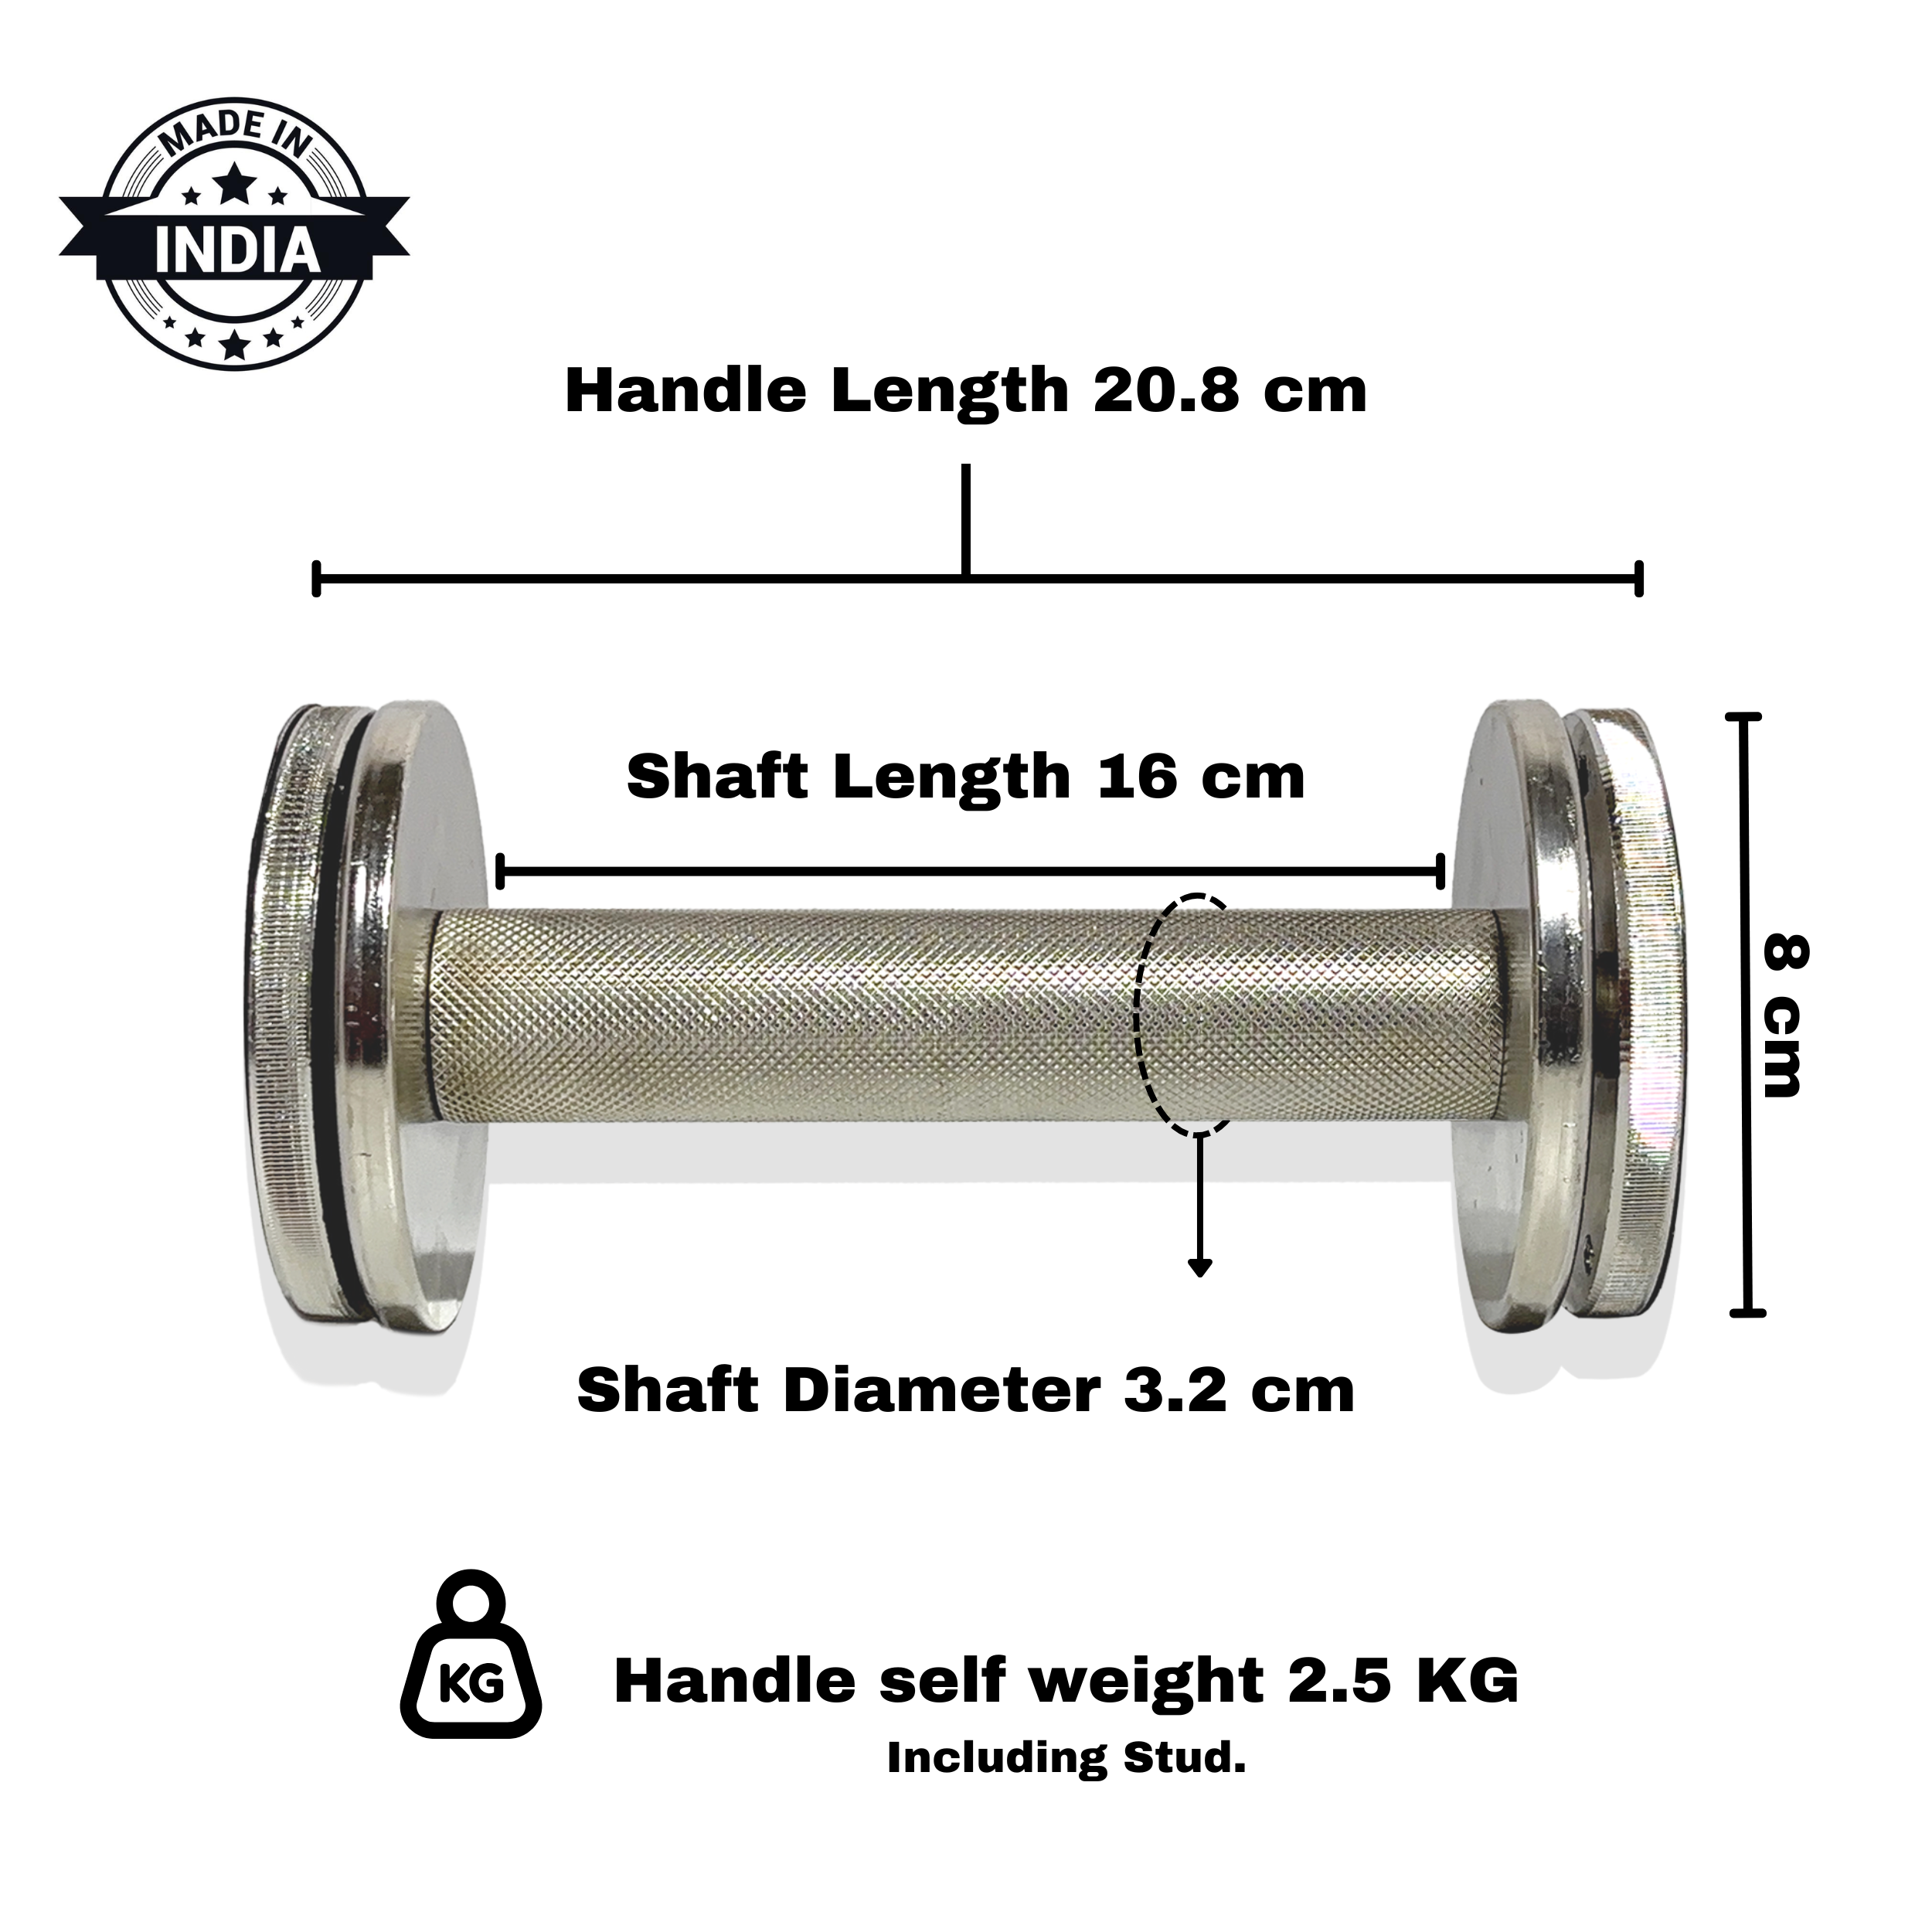 MADE IN
INDIA
Handle Length 20.8 cm
Shaft Length 16 cm
8 cm
Shaft Diameter 3.2 cm
KG
Handle self weight 2.5 KG
Including Stud.